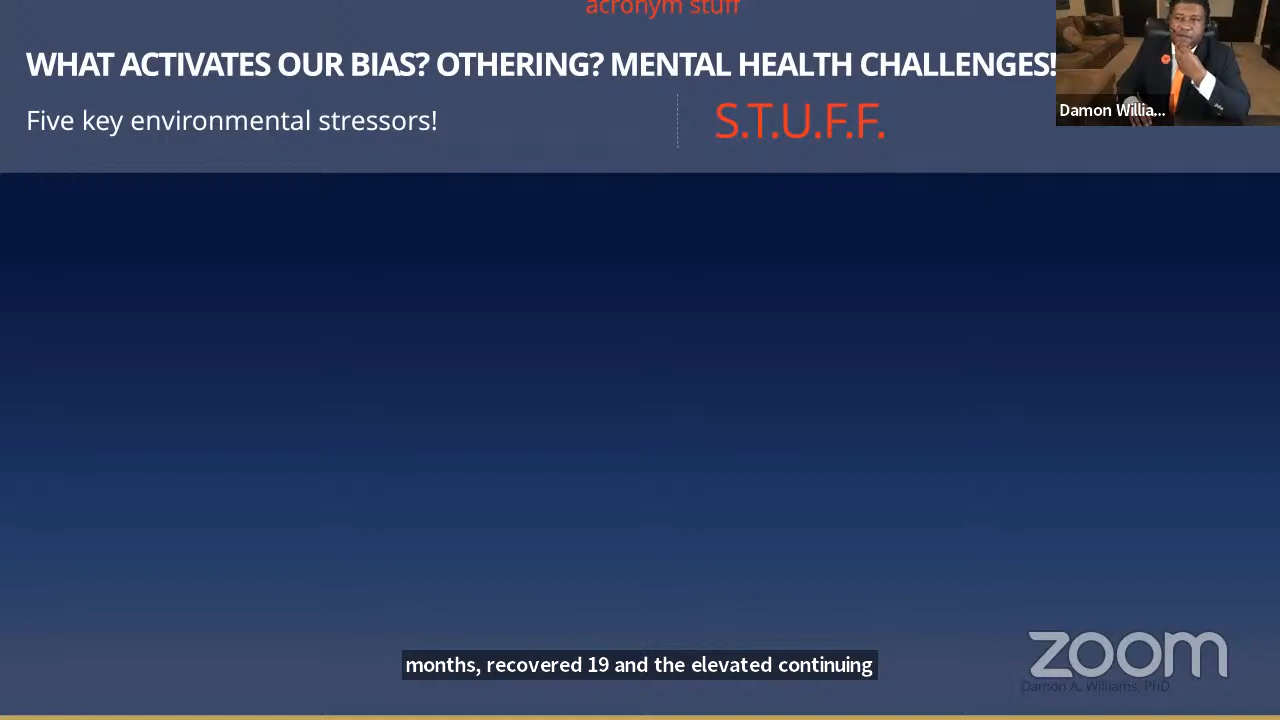 acronym stuff
WHAT ACTIVATES OUR BIAS? OTHERING? MENTAL HEALTH CHALLENGES!
Five key environmental stressors!
S.T.U.F.F.
Damon Willia...
months, recovered 19 and the elevated continuing
zoom
Damon A. Williams, PhD